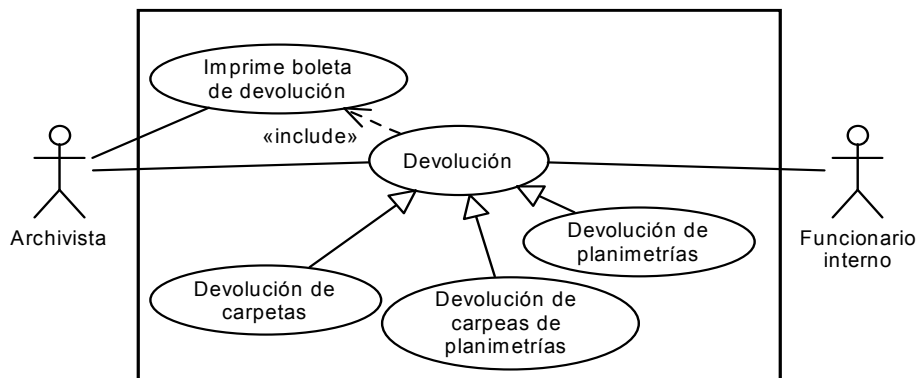 Imprime boleta
de devolución
«include»
Devolución
Archivista
Funcionario
interno
Devolución de
planimetrías
Devolución de
carpetas
Devolución de
carpeas de
planimetrías